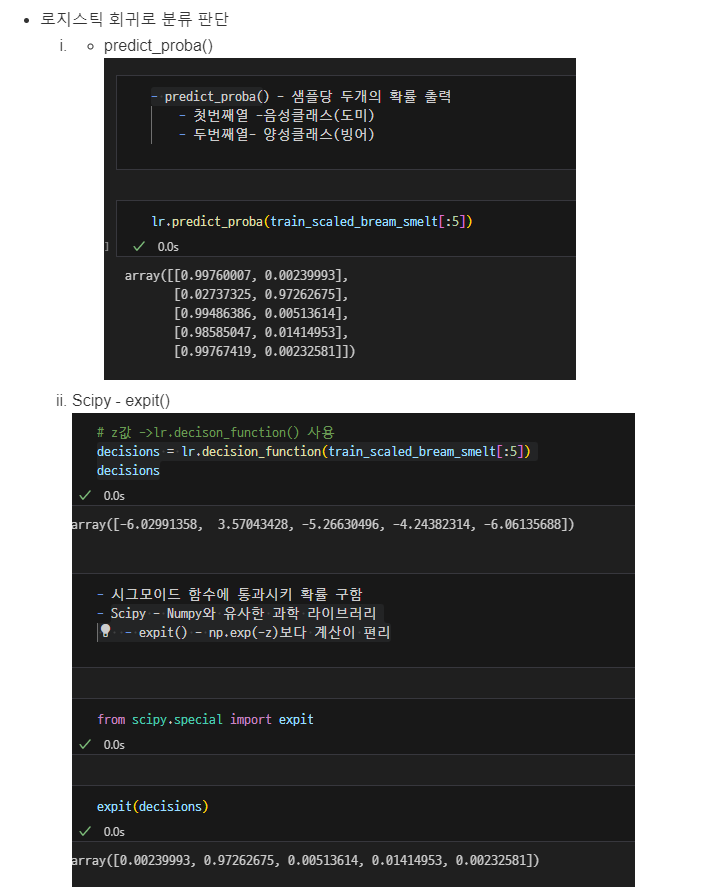 • 로지스틱 회귀로 분류 판단
i. ◦ predict_proba()
- predict_proba() - 샘플당 두개의 확률 출력
- 첫번째열 -음성클래스(도미)
- 두번째열- 양성클래스(빙어)
lr.predict_proba(train_scaled_bream_smelt[:5])
] ✓ 0.0s
array([[0.99760007, 0.00239993],
[0.02737325, 0.97262675],
[0.99486386, 0.00513614],
[0.98585047, 0.01414953],
[0.99767419, 0.00232581]])
ii. Scipy - expit()
# z값 ->lr.decison_function() 사용
decisions = lr.decision_function(train_scaled_bream_smelt[:5])
decisions
✓ 0.0s
array([-6.02991358,  3.57043428, -5.26630496, -4.24382314, -6.06135688])
- 시그모이드 함수에 통과시키 확률 구함
- Scipy - Numpy와 유사한 과학 라이브러리
- expit() - np.exp(-z)보다 계산이 편리
from scipy.special import expit
✓ 0.0s
expit(decisions)
✓ 0.0s
array([0.00239993, 0.97262675, 0.00513614, 0.01414953, 0.00232581])